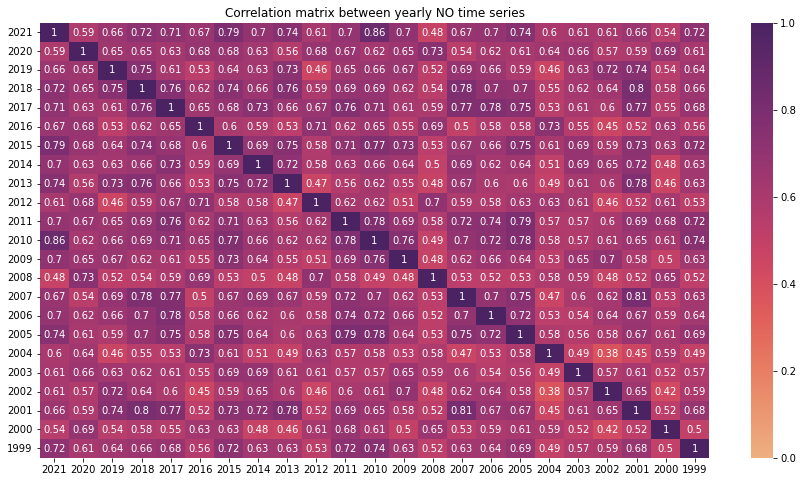 Correlation matrix between yearly NO time series
2021 1 0.59 0.66 0.72 0.71 0.67 0.79 0.7 0.74 0.61 0.7 0.86 0.7 0.48 0.67 0.7 0.74 0.6 0.61 0.61 0.66 0.54 0.72
2020 0.59 1 0.65 0.65 0.63 0.68 0.68 0.63 0.56 0.68 0.67 0.62 0.65 0.73 0.54 0.62 0.61 0.64 0.66 0.57 0.59 0.69 0.61
2019 0.66 0.65 1 0.75 0.61 0.53 0.64 0.63 0.73 0.46 0.65 0.66 0.67 0.52 0.69 0.66 0.59 0.46 0.63 0.72 0.74 0.54 0.64
2018 0.72 0.65 0.75 1 0.76 0.62 0.74 0.66 0.76 0.59 0.69 0.69 0.62 0.54 0.78 0.7 0.7 0.55 0.62 0.64 0.8 0.58 0.66
2017 0.71 0.63 0.61 0.76 1 0.65 0.68 0.73 0.66 0.67 0.76 0.71 0.61 0.59 0.77 0.78 0.75 0.53 0.61 0.6 0.77 0.55 0.68
2016 0.67 0.68 0.53 0.62 0.65 1 0.6 0.59 0.53 0.71 0.62 0.65 0.55 0.69 0.5 0.58 0.58 0.73 0.55 0.45 0.52 0.63 0.56
2015 0.79 0.68 0.64 0.74 0.68 0.6 1 0.69 0.75 0.58 0.71 0.77 0.73 0.53 0.67 0.66 0.75 0.61 0.69 0.59 0.73 0.63 0.72
2014 0.7 0.63 0.63 0.66 0.73 0.59 0.69 1 0.72 0.58 0.63 0.66 0.64 0.5 0.69 0.62 0.64 0.51 0.69 0.65 0.72 0.48 0.63
2013 0.74 0.56 0.73 0.76 0.66 0.53 0.75 0.72 1 0.47 0.56 0.62 0.55 0.48 0.67 0.6 0.6 0.49 0.61 0.6 0.78 0.46 0.63
2012 0.61 0.68 0.46 0.59 0.67 0.71 0.58 0.58 0.47 1 0.62 0.62 0.51 0.7 0.59 0.58 0.63 0.63 0.61 0.46 0.52 0.61 0.53
2011 0.7 0.67 0.65 0.69 0.76 0.62 0.71 0.63 0.56 0.62 1 0.78 0.69 0.58 0.72 0.74 0.79 0.57 0.57 0.6 0.69 0.68 0.72
2010 0.86 0.62 0.66 0.69 0.71 0.65 0.77 0.66 0.62 0.62 0.78 1 0.76 0.49 0.7 0.72 0.78 0.58 0.57 0.61 0.65 0.61 0.74
2009 0.7 0.65 0.67 0.62 0.61 0.55 0.73 0.64 0.55 0.51 0.69 0.76 1 0.48 0.62 0.66 0.64 0.53 0.65 0.7 0.58 0.5 0.63
2008 0.48 0.73 0.52 0.54 0.59 0.69 0.53 0.5 0.48 0.7 0.58 0.49 0.48 1 0.53 0.52 0.53 0.58 0.59 0.48 0.52 0.65 0.52
2007 0.67 0.54 0.69 0.78 0.77 0.5 0.67 0.69 0.67 0.59 0.72 0.7 0.62 0.53 1 0.7 0.75 0.47 0.6 0.62 0.81 0.53 0.63
2006 0.7 0.62 0.66 0.7 0.78 0.58 0.66 0.62 0.6 0.58 0.74 0.72 0.66 0.52 0.7 1 0.72 0.53 0.54 0.64 0.67 0.59 0.64
2005 0.74 0.61 0.59 0.7 0.75 0.58 0.75 0.64 0.6 0.63 0.79 0.78 0.64 0.53 0.75 0.72 1 0.58 0.56 0.58 0.67 0.61 0.69
2004 0.6 0.64 0.46 0.55 0.53 0.73 0.61 0.51 0.49 0.63 0.57 0.58 0.53 0.58 0.47 0.53 0.58 1 0.49 0.38 0.45 0.59 0.49
2003 0.61 0.66 0.63 0.62 0.61 0.55 0.69 0.69 0.61 0.61 0.57 0.57 0.65 0.59 0.6 0.54 0.56 0.49 1 0.57 0.61 0.52 0.57
2002 0.61 0.57 0.72 0.64 0.6 0.45 0.59 0.65 0.6 0.46 0.6 0.61 0.7 0.48 0.62 0.64 0.58 0.38 0.57 1 0.65 0.42 0.59
2001 0.66 0.59 0.74 0.8 0.77 0.52 0.73 0.72 0.78 0.52 0.69 0.65 0.58 0.52 0.81 0.67 0.67 0.45 0.61 0.65 1 0.52 0.68
2000 0.54 0.69 0.54 0.58 0.55 0.63 0.63 0.48 0.46 0.61 0.68 0.61 0.5 0.65 0.53 0.59 0.61 0.59 0.52 0.42 0.52 1 0.5
1999 0.72 0.61 0.64 0.66 0.68 0.56 0.72 0.63 0.63 0.53 0.72 0.74 0.63 0.52 0.63 0.64 0.69 0.49 0.57 0.59 0.68 0.5 1
2021 2020 2019 2018 2017 2016 2015 2014 2013 2012 2011 2010 2009 2008 2007 2006 2005 2004 2003 2002 2001 2000 1999
1.0
0.8
0.6
0.4
0.2
0.0